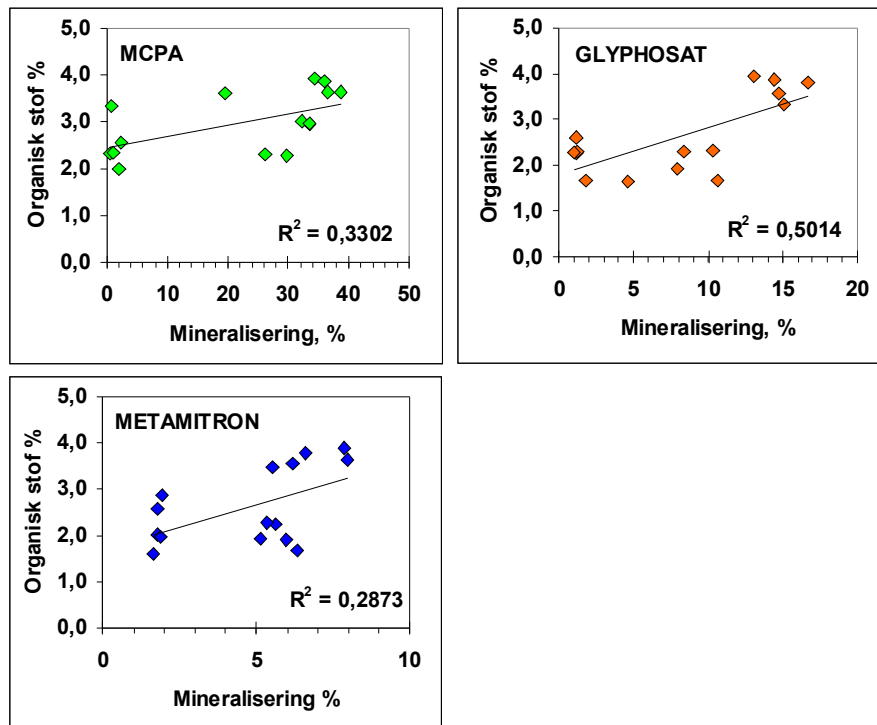 MCPA
Organisk stof %
5,0
4,0
3,0
2,0
1,0
0,0
R² = 0,3302
0 10 20 30 40 50
Mineralisering, %
GLYPHOSAT
Organisk stof %
5,0
4,0
3,0
2,0
1,0
0,0
R² = 0,5014
0 5 10 15 20
Mineralisering, %
METAMITRON
Organisk stof %
5,0
4,0
3,0
2,0
1,0
0,0
R² = 0,2873
0 5 10
Mineralisering %